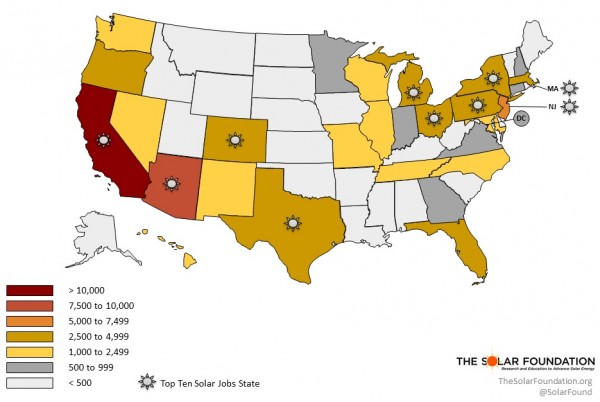 MA
NJ
DC
> 10,000
7,500 to 10,000
5,000 to 7,499
2,500 to 4,999
1,000 to 2,499
500 to 999
< 500
Top Ten Solar Jobs State
THE SOLAR FOUNDATION
Research and Education to Advance Solar Energy
TheSolarFoundation.org
@SolarFound